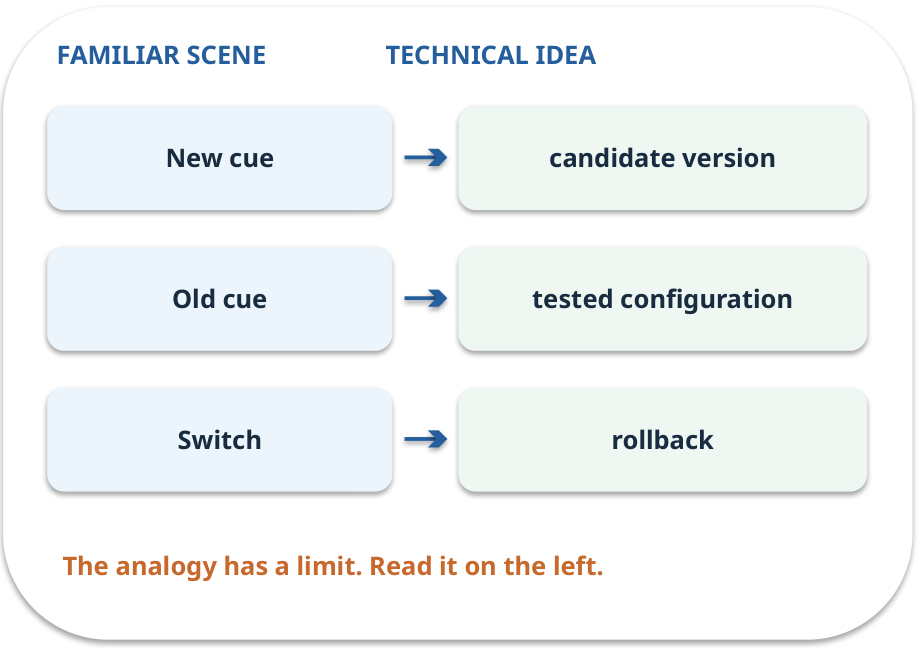 FAMILIAR SCENE
TECHNICAL IDEA
New cue
candidate version
Old cue
tested configuration
Switch
rollback
The analogy has a limit. Read it on the left.